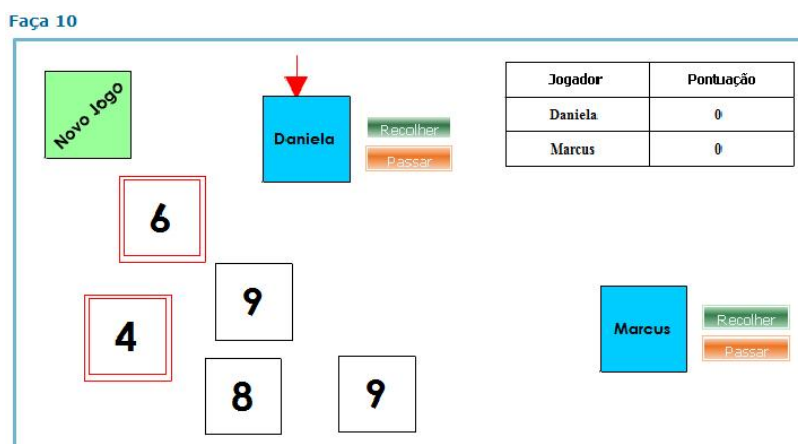 Faça 10
Novo Jogo
Daniela
Recolher
Passar
Jogador Pontuação
Daniela 0
Marcus 0
6
9
4
8
9
Marcus
Recolher
Passar